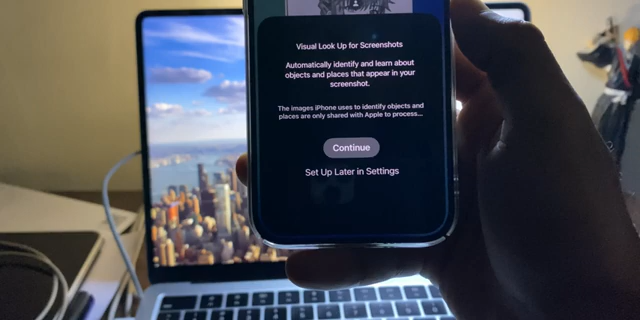 Visual Look Up for Screenshots
Automatically identify and learn about
objects and places that appear in your
screenshot.
The images iPhone uses to identify objects and
places are only shared with Apple to process...
Continue
Set Up Later in Settings